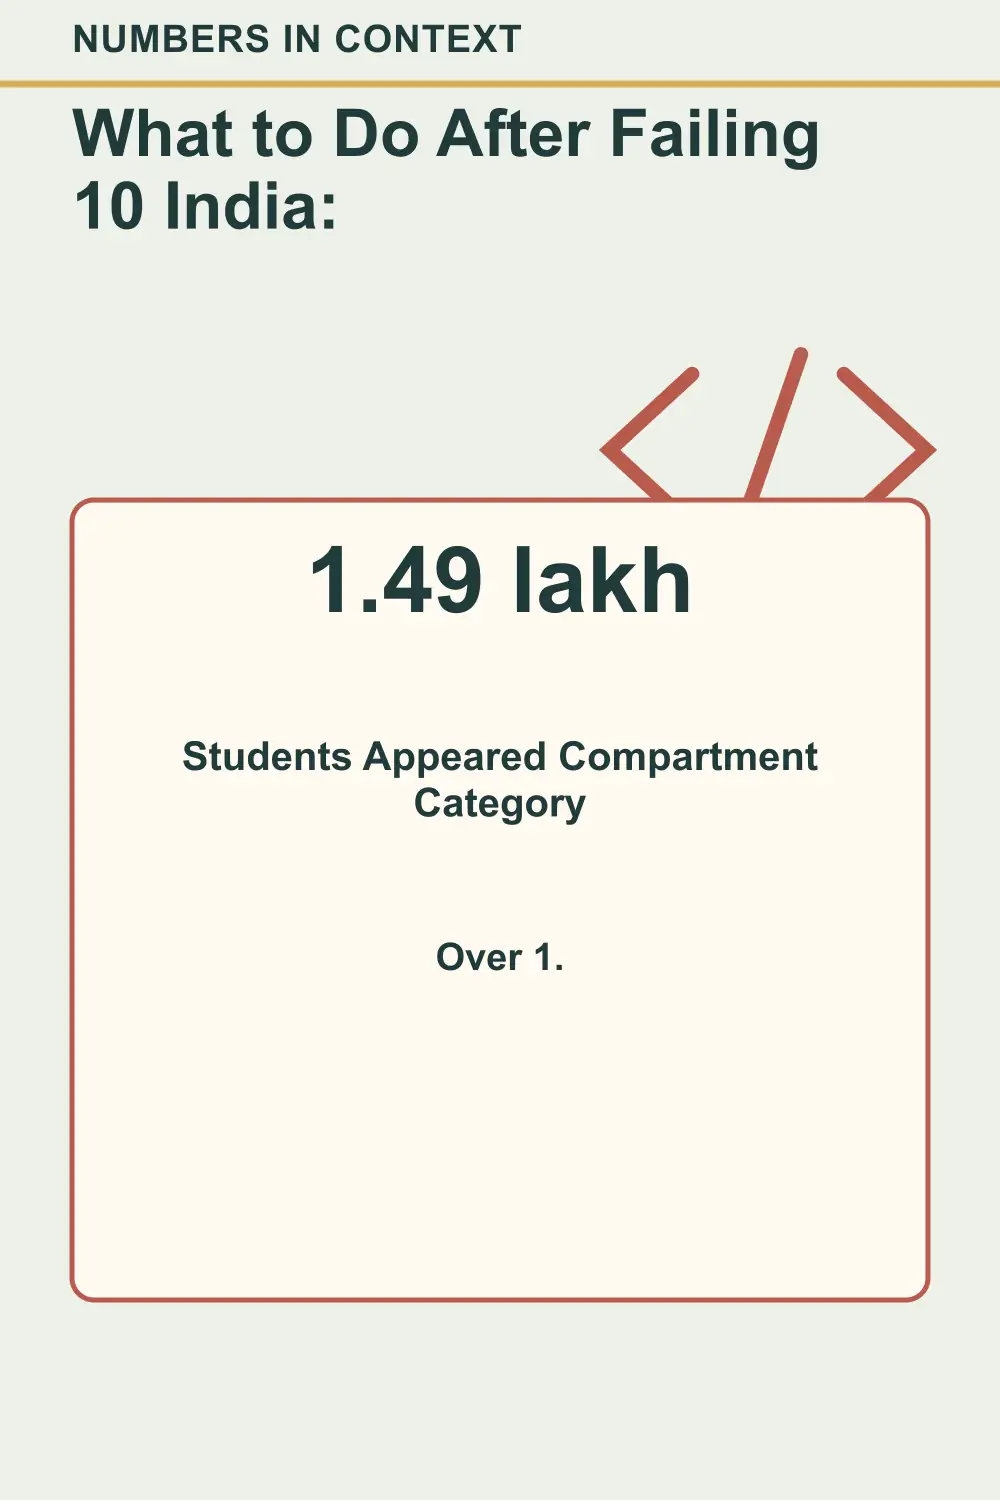 NUMBERS IN CONTEXT
What to Do After Failing
10 India:
1.49 lakh
Students Appeared Compartment
Category
Over 1.